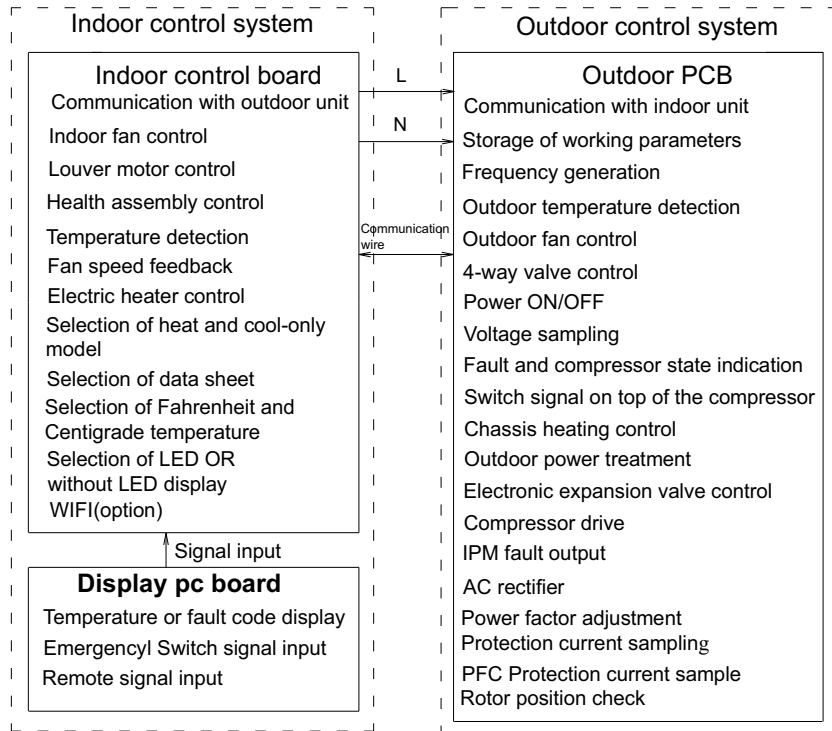 Indoor control system
Indoor control board
Communication with outdoor unit
Indoor fan control
Louver motor control
Health assembly control
Temperature detection
Fan speed feedback
Electric heater control
Selection of heat and cool-only
model
Selection of data sheet
Selection of Fahrenheit and
Centigrade temperature
Selection of LED OR
without LED display
WIFI(option)
Signal input
Display pc board
Temperature or fault code display
Emergencyl Switch signal input
Remote signal input
L
N
Communication
wire
Outdoor control system
Outdoor PCB
Communication with indoor unit
Storage of working parameters
Frequency generation
Outdoor temperature detection
Outdoor fan control
4-way valve control
Power ON/OFF
Voltage sampling
Fault and compressor state indication
Switch signal on top of the compressor
Chassis heating control
Outdoor power treatment
Electronic expansion valve control
Compressor drive
IPM fault output
AC rectifier
Power factor adjustment
Protection current sampling
PFC Protection current sample
Rotor position check